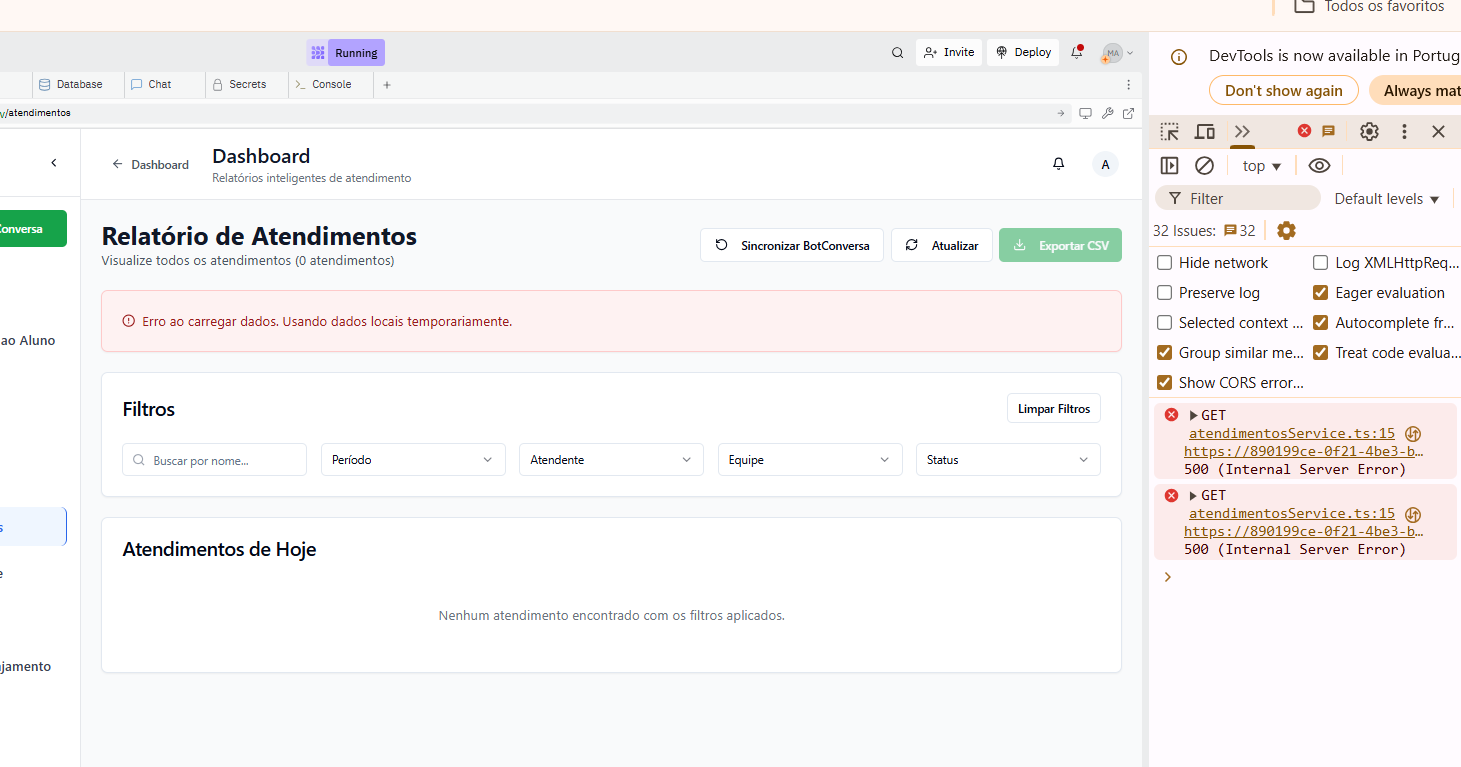 Todos os favoritos
Running
Invite
Deploy
MA
Database
Chat
Secrets
Console
/atendimentos
DevTools is now available in Portug
Don't show again
Always mat
Dashboard
Dashboard
Relatórios inteligentes de atendimento
A
Conversa
Relatório de Atendimentos
Visualize todos os atendimentos (0 atendimentos)
Sincronizar BotConversa
Atualizar
Exportar CSV
Erro ao carregar dados. Usando dados locais temporariamente.
ao Aluno
Filtros
Limpar Filtros
Buscar por nome...
Período
Atendente
Equipe
Status
s
e
jamento
Atendimentos de Hoje
Nenhum atendimento encontrado com os filtros aplicados.
top
Filter
Default levels
32 Issues: 32
Hide network
Log XMLHttpReq...
Preserve log
Eager evaluation
Selected context ...
Autocomplete fr...
Group similar me...
Treat code evalua...
Show CORS error...
GET
atendimentosService.ts:15
https://890199ce-0f21-4be3-b…
500 (Internal Server Error)
GET
atendimentosService.ts:15
https://890199ce-0f21-4be3-b…
500 (Internal Server Error)